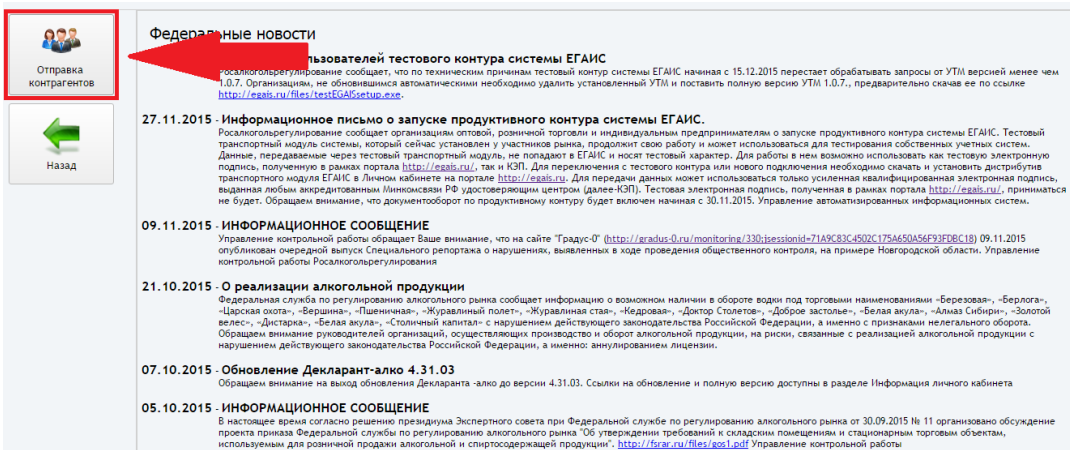 Отправка
контрагентов
Назад
Федеральные новости
льзователей тестового контура системы ЕГАИС
Росалкогольрегулирование сообщает, что по техническим причинам тестовый контур системы ЕГАИС начиная с 15.12.2015 перестает обрабатывать запросы от УТМ версией менее чем
1.0.7. Организациям, не обновившимся автоматическими необходимо удалить установленный УТМ и поставить полную версию УТМ 1.0.7., предварительно скачав ее по ссылке
http://egais.ru/files/testEGAISsetup.exe.
27.11.2015 - Информационное письмо о запуске продуктивного контура системы ЕГАИС.
Росалкогольрегулирование сообщает организациям оптовой, розничной торговли и индивидуальным предпринимателям о запуске продуктивного контура системы ЕГАИС. Тестовый
транспортный модуль системы, который сейчас установлен у участников рынка, продолжит свою работу и может использоваться для тестирования собственных учетных систем.
Данные, передаваемые через тестовый транспортный модуль, не попадают в ЕГАИС и носят тестовый характер. Для работы в нем возможно использовать как тестовую электронную
подпись, полученную в рамках портала http://egais.ru/, так и КЭП. Для переключения с тестового контура или нового подключения необходимо скачать и установить дистрибутив
транспортного модуля ЕГАИС в Личном кабинете на портале http://egais.ru. Для передачи данных может использоваться только усиленная квалифицированная электронная подпись,
выданная любым аккредитованным Минкомсвязи РФ удостоверяющим центром (далее-КЭП). Тестовая электронная подпись, полученная в рамках портала http://egais.ru/, приниматься
не будет. Обращаем внимание, что документооборот по продуктивному контуру будет включен начиная с 30.11.2015. Управление автоматизированных информационных систем.
09.11.2015 - ИНФОРМАЦИОННОЕ СООБЩЕНИЕ
Управление контрольной работы обращает Ваше внимание, что на сайте "Градус-0" (http://gradus-0.ru/monitoring/330;jsessionid=71A9C83C4502C175A650A56F93FDBC18) 09.11.2015
опубликован очередной выпуск Специального репортажа о нарушениях, выявленных в ходе проведения общественного контроля, на примере Новгородской области. Управление
контрольной работы Росалкогольрегулирования
21.10.2015 - О реализации алкогольной продукции
Федеральная служба по регулированию алкогольного рынка сообщает информацию о возможном наличии в обороте водки под торговыми наименованиями «Березовая», «Берлога»,
«Царская охота», «Вершина», «Пшеничная», «Журавлиный полет», «Журавлиная стая», «Кедровая», «Доктор Столетов», «Доброе застолье», «Белая акула», «Алмаз Сибири», «Золотой
велес», «Дистарка», «Белая акула», «Столичный капитал» с нарушением действующего законодательства Российской Федерации, а именно с признаками нелегального оборота.
Обращаем внимание руководителей организаций, осуществляющих производство и оборот алкогольной продукции, на риски, связанные с реализацией алкогольной продукции с
нарушением действующего законодательства Российской Федерации, а именно: аннулированием лицензии.
07.10.2015 - Обновление Декларант-алко 4.31.03
Обращаем внимание на выход обновления Декларанта -алко до версии 4.31.03. Ссылки на обновление и полную версию доступны в разделе Информация личного кабинета
05.10.2015 - ИНФОРМАЦИОННОЕ СООБЩЕНИЕ
В настоящее время согласно решению президиума Экспертного совета при Федеральной службе по регулированию алкогольного рынка от 30.09.2015 № 11 организовано обсуждение
проекта приказа Федеральной службы по регулированию алкогольного рынка "Об утверждении требований к складским помещениям и стационарным торговым объектам,
используемым для розничной продажи алкогольной и спиртосодержащей продукции". http://fsrar.ru/files/gos1.pdf Управление контрольной работы